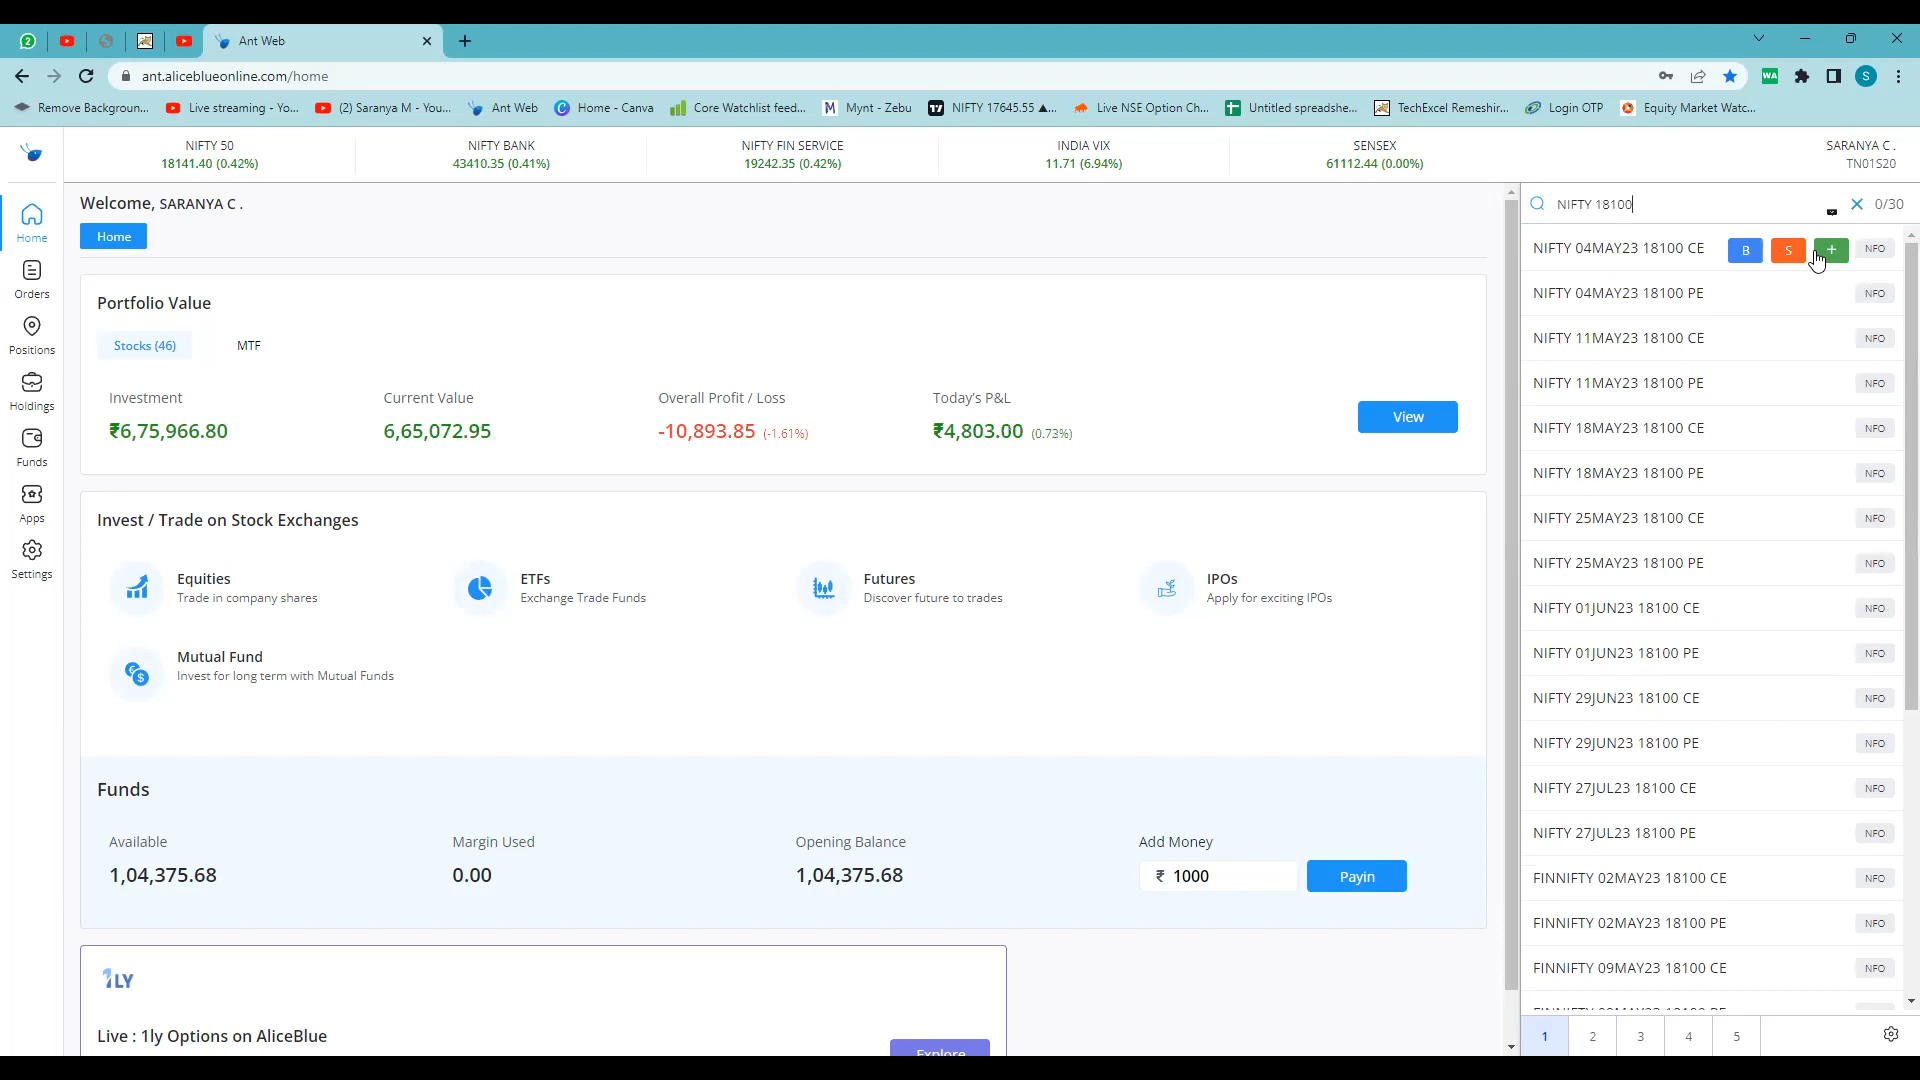 2
Ant Web
ant.aliceblueonline.com/home
WA
S
Remove Backgroun...
Live streaming - Yo...
(2) Saranya M - You...
Ant Web
Home - Canva
Core Watchlist feed...
Mynt - Zebu
NIFTY 17645.55 ▲...
Live NSE Option Ch...
Untitled spreadshe...
TechExcel Remeshir...
Login OTP
Equity Market Watc...
NIFTY 50
18141.40 (0.42%)
NIFTY BANK
43410.35 (0.41%)
NIFTY FIN SERVICE
19242.35 (0.42%)
INDIA VIX
11.71 (6.94%)
SENSEX
61112.44 (0.00%)
SARANYA C .
TN01S20
Home
Orders
Positions
Holdings
Funds
Apps
Settings
Welcome, SARANYA C .
Home
Portfolio Value
Stocks (46)
MTF
Investment
₹6,75,966.80
Current Value
6,65,072.95
Overall Profit / Loss
-10,893.85 (-1.61%)
Today's P&L
₹4,803.00 (0.73%)
View
Invest / Trade on Stock Exchanges
Equities
Trade in company shares
ETFs
Exchange Trade Funds
Futures
Discover future to trades
IPOs
Apply for exciting IPOs
Mutual Fund
Invest for long term with Mutual Funds
Funds
Available
1,04,375.68
Margin Used
0.00
Opening Balance
1,04,375.68
Add Money
₹ 1000
Payin
1LY
Live : 1ly Options on AliceBlue
Explore
NIFTY 18100
0/30
NIFTY 04MAY23 18100 CE B S + NFO
NIFTY 04MAY23 18100 PE NFO
NIFTY 11MAY23 18100 CE NFO
NIFTY 11MAY23 18100 PE NFO
NIFTY 18MAY23 18100 CE NFO
NIFTY 18MAY23 18100 PE NFO
NIFTY 25MAY23 18100 CE NFO
NIFTY 25MAY23 18100 PE NFO
NIFTY 01JUN23 18100 CE NFO
NIFTY 01JUN23 18100 PE NFO
NIFTY 29JUN23 18100 CE NFO
NIFTY 29JUN23 18100 PE NFO
NIFTY 27JUL23 18100 CE NFO
NIFTY 27JUL23 18100 PE NFO
FINNIFTY 02MAY23 18100 CE NFO
FINNIFTY 02MAY23 18100 PE NFO
FINNIFTY 09MAY23 18100 CE NFO
1 2 3 4 5